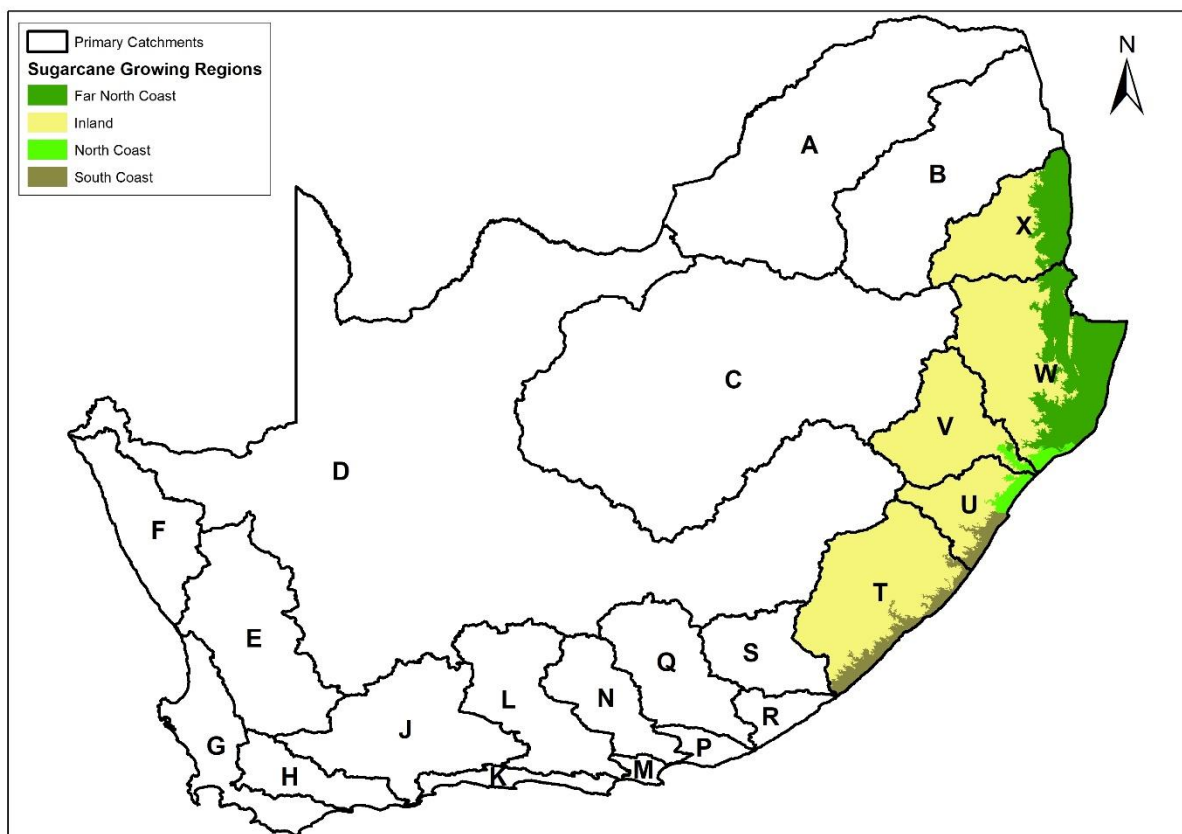 Primary Catchments
Sugarcane Growing Regions
Far North Coast
Inland
North Coast
South Coast
N
A
B
X
C
W
V
D
U
F
T
E
S
Q
L
N
R
J
G
P
M
H
K